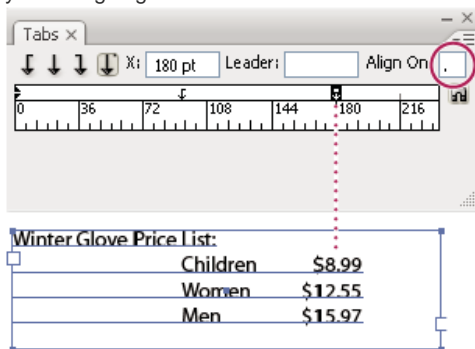 Tabs ×
X: 180 pt Leader: Align On: .
0 36 72 108 144 180 216
Winter Glove Price List:
Children $8.99
Women $12.55
Men $15.97